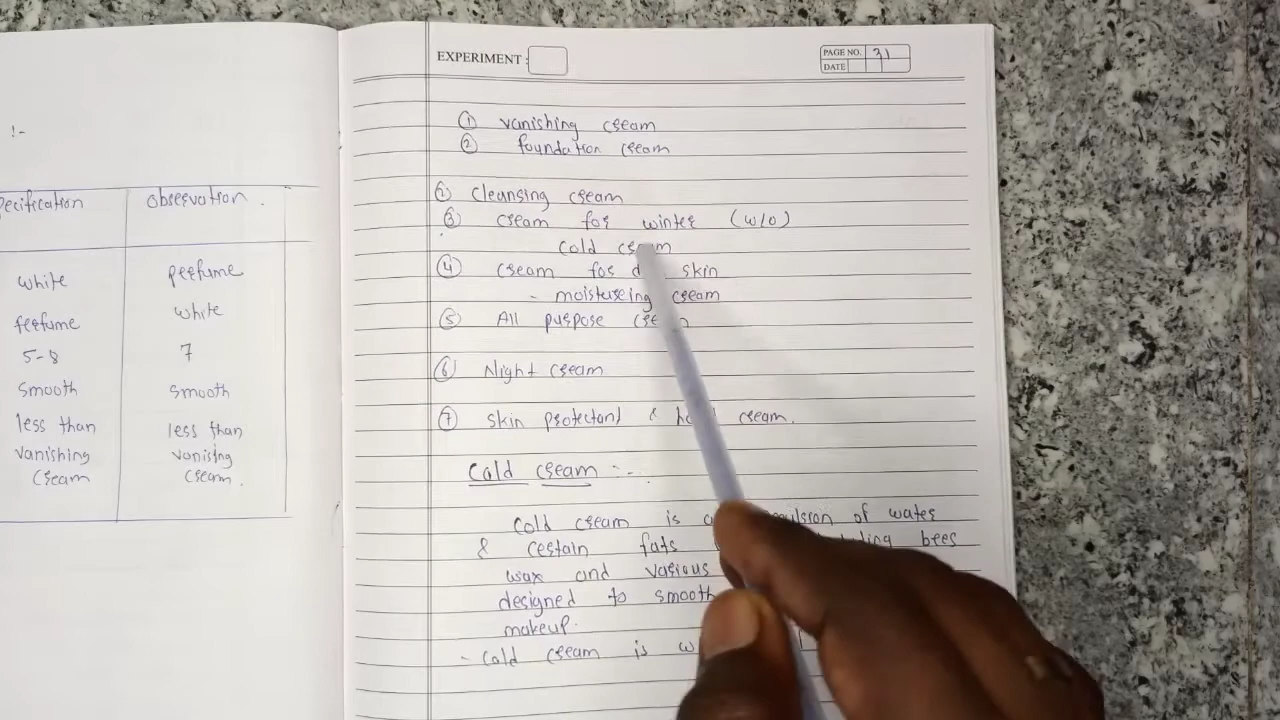 !-
pecification observation.
white perfume
perfume white
5-8 7
smooth smooth
less than less than
vanishing vanising
cream cream.
EXPERIMENT :
PAGE NO. 31
DATE
① vanishing cream
② foundation cream
② Cleansing cream
③ cream for winter (w/o)
cold cream
④ cream for skin
- moistureing cream
⑤ All purpose
⑥ Night cream
⑦ skin protectant & cream.
Cold cream :-.
Cold cream is of water
& certain fats bees
wax and various
designed to smooth
makeup.
- Cold cream is